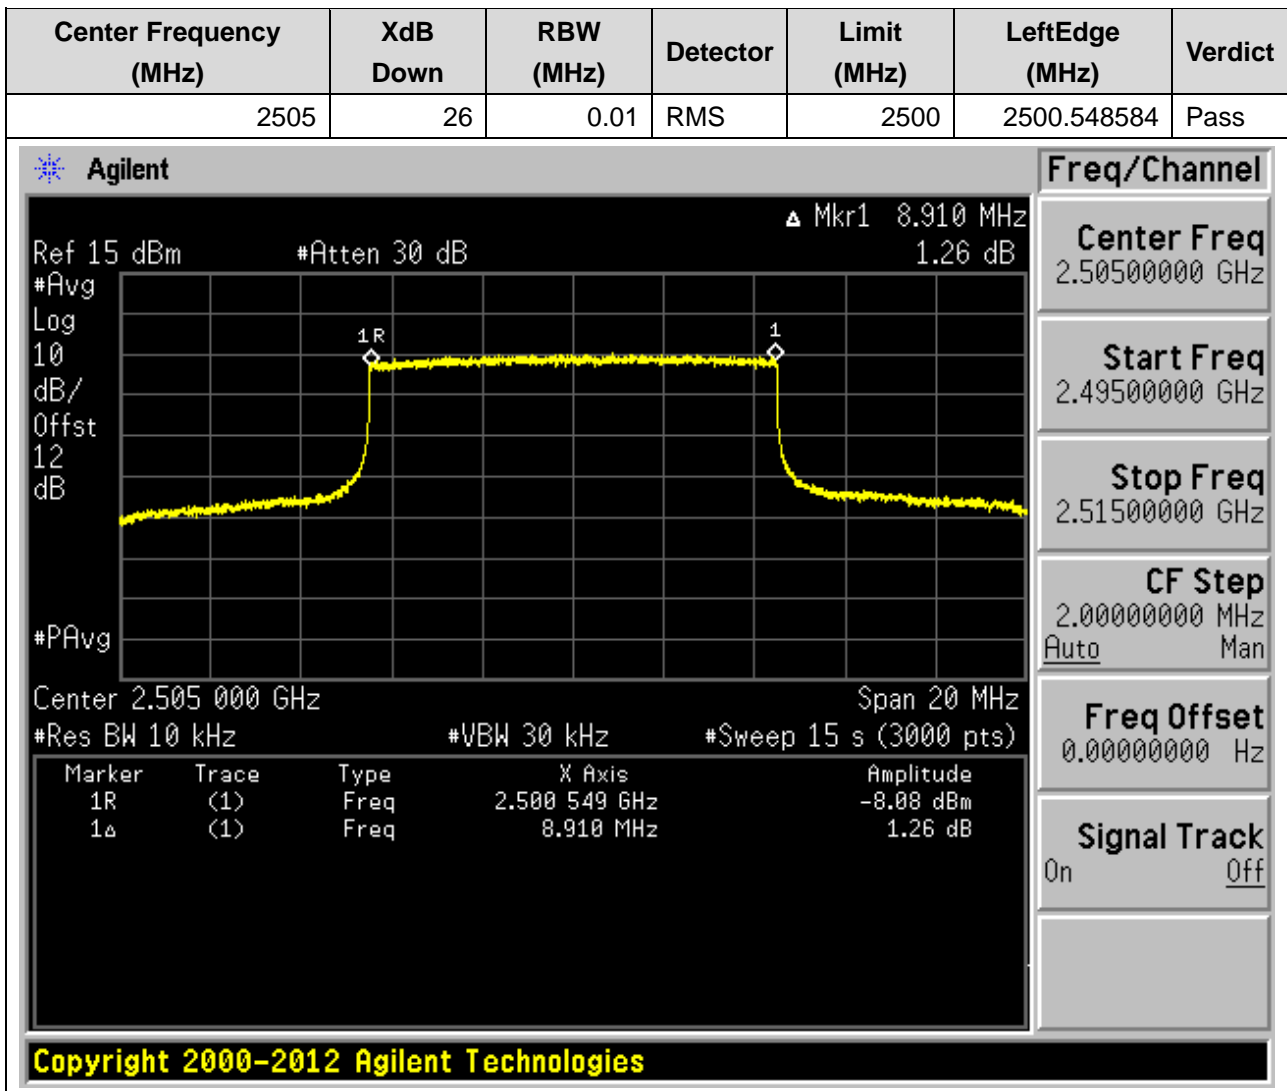 Center Frequency (MHz) XdB Down RBW (MHz) Detector Limit (MHz) LeftEdge (MHz) Verdict
2505 26 0.01 RMS 2500 2500.548584 Pass
Agilent
Freq/Channel
Δ Mkr1 8.910 MHz
Ref 15 dBm #Atten 30 dB 1.26 dB
#Avg
Log
10
dB/
Offst
12
dB
1R
1
#PAvg
Center 2.505 000 GHz Span 20 MHz
#Res BW 10 kHz #VBW 30 kHz #Sweep 15 s (3000 pts)
Marker Trace Type X Axis Amplitude
1R (1) Freq 2.500 549 GHz -8.08 dBm
1Δ (1) Freq 8.910 MHz 1.26 dB
Center Freq
2.50500000 GHz
Start Freq
2.49500000 GHz
Stop Freq
2.51500000 GHz
CF Step
2.00000000 MHz
Auto Man
Freq Offset
0.00000000 Hz
Signal Track
On Off
Copyright 2000-2012 Agilent Technologies